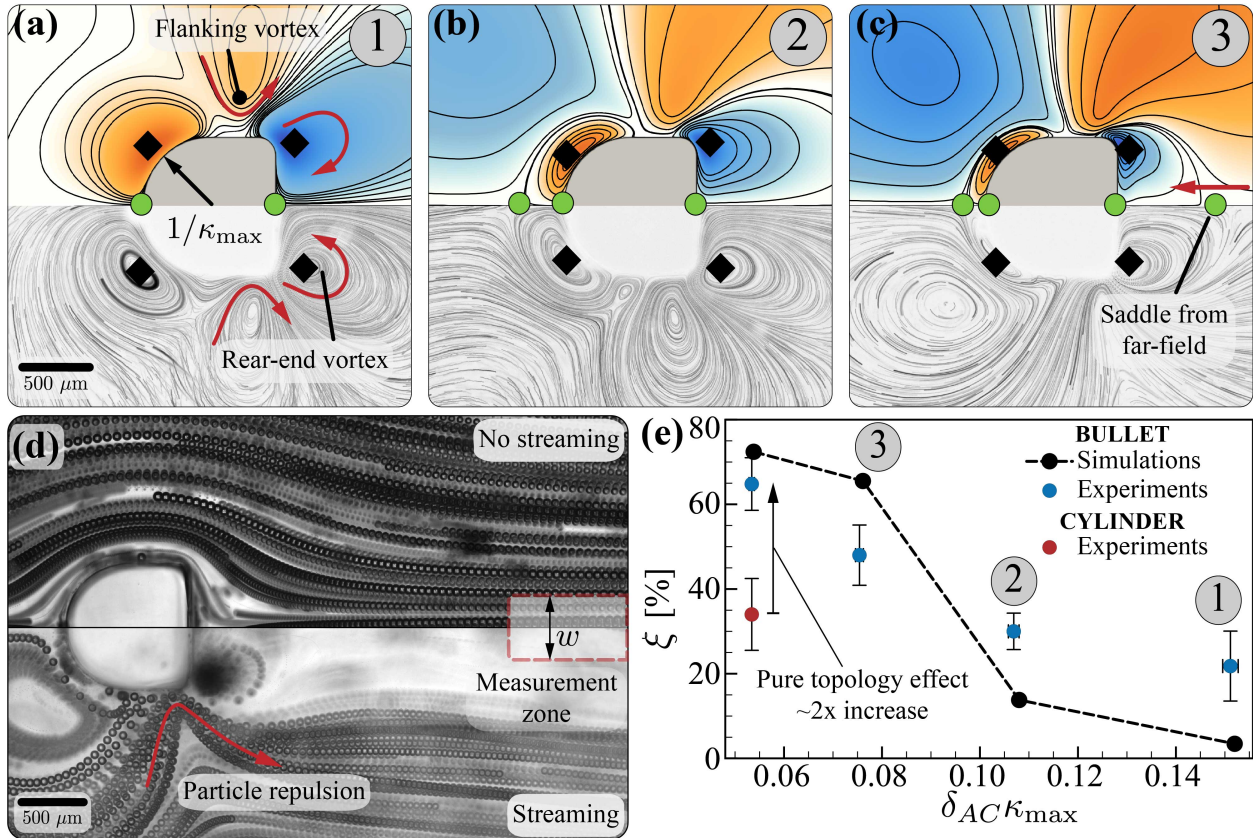 (a)
Flanking vortex
1
1/κmax
Rear-end vortex
500 μm
(b)
2
(c)
3
Saddle from
far-field
(d)
No streaming
w
Measurement
zone
Particle repulsion
500 μm
Streaming
(e)
80
60
40
20
0
ξ [%]
3
2
1
BULLET
Simulations
Experiments
CYLINDER
Experiments
Pure topology effect
~2x increase
0.06
0.08
0.10
0.12
0.14
δACκmax